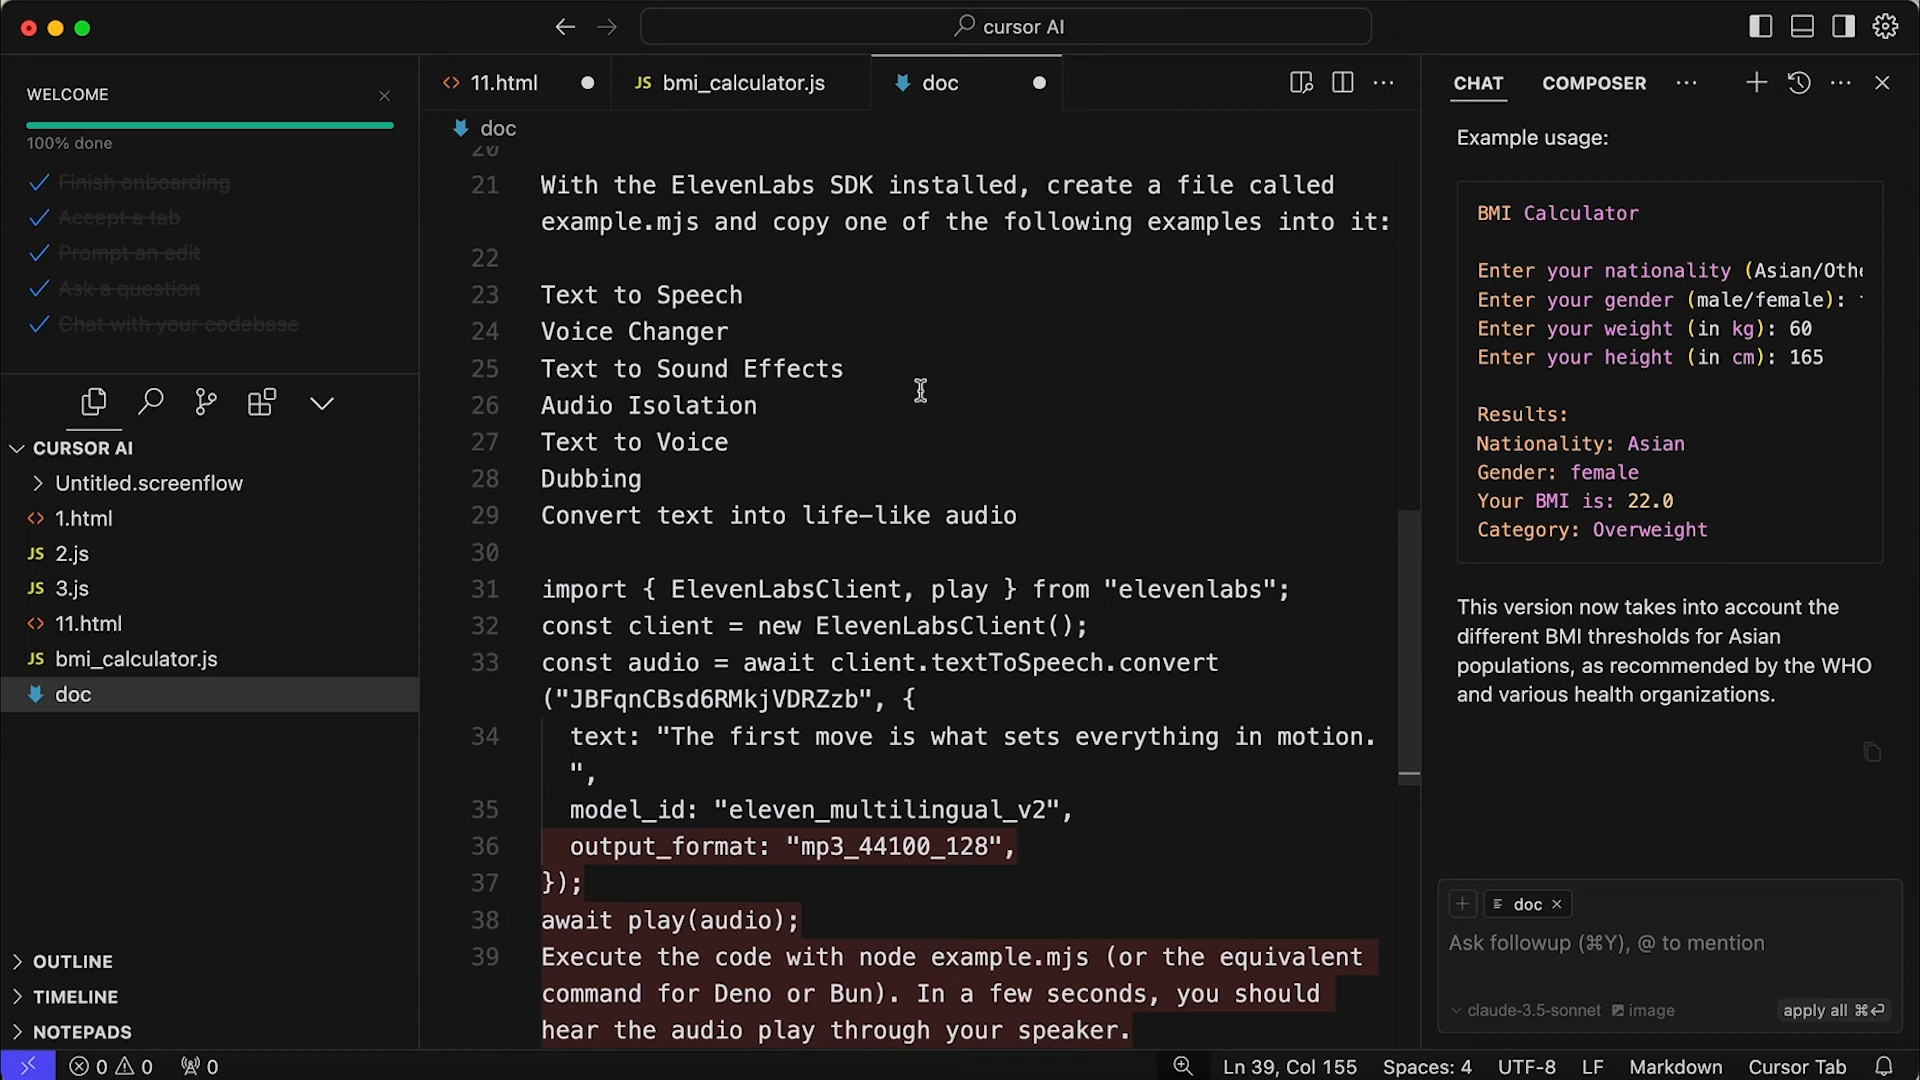 cursor AI
WELCOME
100% done
Finish onboarding
Accept a tab
Prompt an edit
Ask a question
Chat with your codebase
CURSOR AI
Untitled.screenflow
1.html
JS 2.js
JS 3.js
11.html
JS bmi_calculator.js
doc
OUTLINE
TIMELINE
NOTEPADS
11.html
JS bmi_calculator.js
doc
doc
20
21 With the ElevenLabs SDK installed, create a file called
example.mjs and copy one of the following examples into it:
22
23 Text to Speech
24 Voice Changer
25 Text to Sound Effects
26 Audio Isolation
27 Text to Voice
28 Dubbing
29 Convert text into life-like audio
30
31 import { ElevenLabsClient, play } from "elevenlabs";
32 const client = new ElevenLabsClient();
33 const audio = await client.textToSpeech.convert
("JBFqnCBsd6RMkjVDRZzb", {
34 text: "The first move is what sets everything in motion.
",
35 model_id: "eleven_multilingual_v2",
36 output_format: "mp3_44100_128",
37 });
38 await play(audio);
39 Execute the code with node example.mjs (or the equivalent
command for Deno or Bun). In a few seconds, you should
hear the audio play through your speaker.
CHAT
COMPOSER
Example usage:
BMI Calculator
Enter your nationality (Asian/Othe
Enter your gender (male/female):
Enter your weight (in kg): 60
Enter your height (in cm): 165
Results:
Nationality: Asian
Gender: female
Your BMI is: 22.0
Category: Overweight
This version now takes into account the
different BMI thresholds for Asian
populations, as recommended by the WHO
and various health organizations.
doc
Ask followup (⌘Y), @ to mention
claude-3.5-sonnet image
apply all ⌘⏎
0 0 0
Ln 39, Col 155
Spaces: 4
UTF-8
LF
Markdown
Cursor Tab